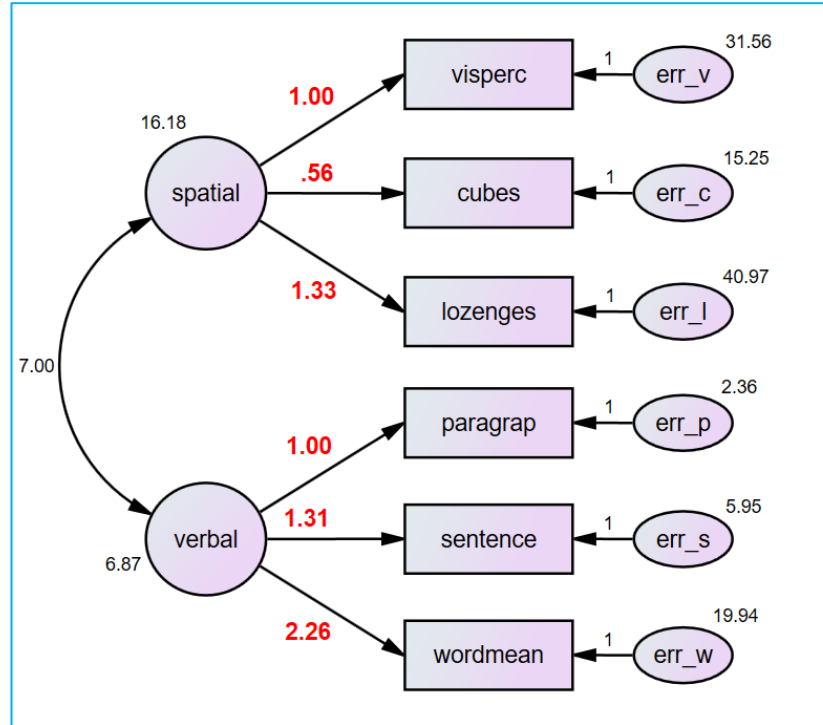 31.56
visperc 1 err_v
1.00
16.18
15.25
.56
spatial cubes 1 err_c
40.97
1.33
lozenges 1 err_l
7.00
2.36
paragrap 1 err_p
1.00
5.95
1.31
verbal sentence 1 err_s
6.87
19.94
2.26
wordmean 1 err_w